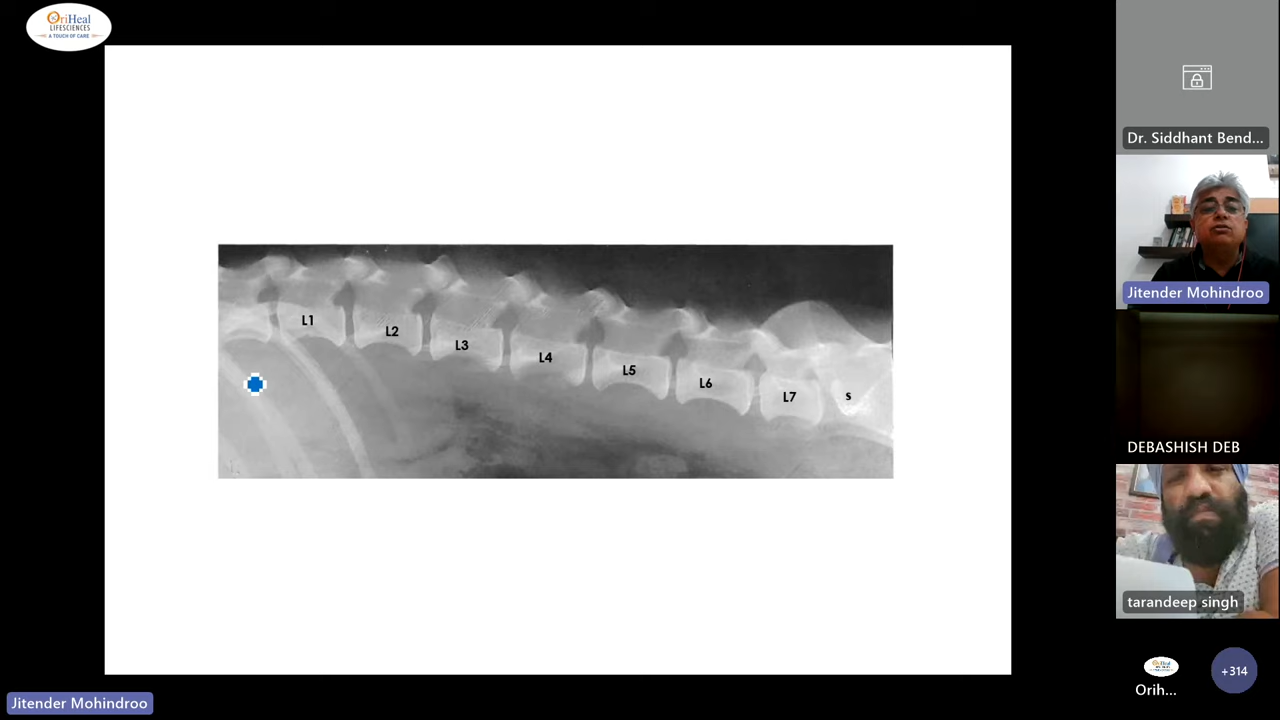 OriHeal
LIFESCIENCES
A TOUCH OF CARE
L1
L2
L3
L4
L5
L6
L7
S
Dr. Siddhant Bend...
Jitender Mohindroo
DEBASHISH DEB
tarandeep singh
Orih...
+314
Jitender Mohindroo